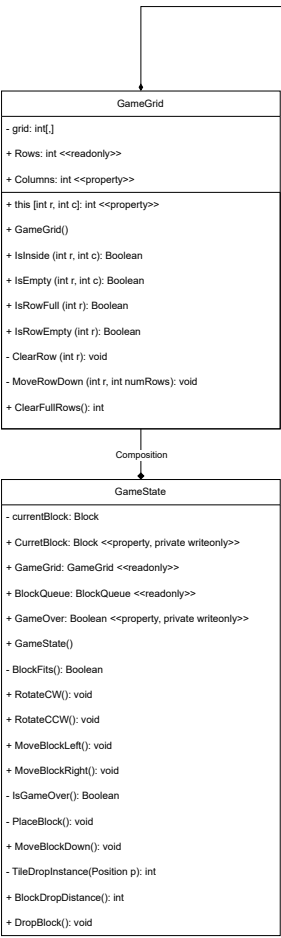 GameGrid
- grid: int[,]
+ Rows: int <<readonly>>
+ Columns: int <<property>>
+ this [int r, int c]: int <<property>>
+ GameGrid()
+ IsInside (int r, int c): Boolean
+ IsEmpty (int r, int c): Boolean
+ IsRowFull (int r): Boolean
+ IsRowEmpty (int r): Boolean
- ClearRow (int r): void
- MoveRowDown (int r, int numRows): void
+ ClearFullRows(): int
Composition
GameState
- currentBlock: Block
+ CurretBlock: Block <<property, private writeonly>>
+ GameGrid: GameGrid <<readonly>>
+ BlockQueue: BlockQueue <<readonly>>
+ GameOver: Boolean <<property, private writeonly>>
+ GameState()
- BlockFits(): Boolean
+ RotateCW(): void
+ RotateCCW(): void
+ MoveBlockLeft(): void
+ MoveBlockRight(): void
- IsGameOver(): Boolean
- PlaceBlock(): void
+ MoveBlockDown(): void
- TileDropInstance(Position p): int
+ BlockDropDistance(): int
+ DropBlock(): void